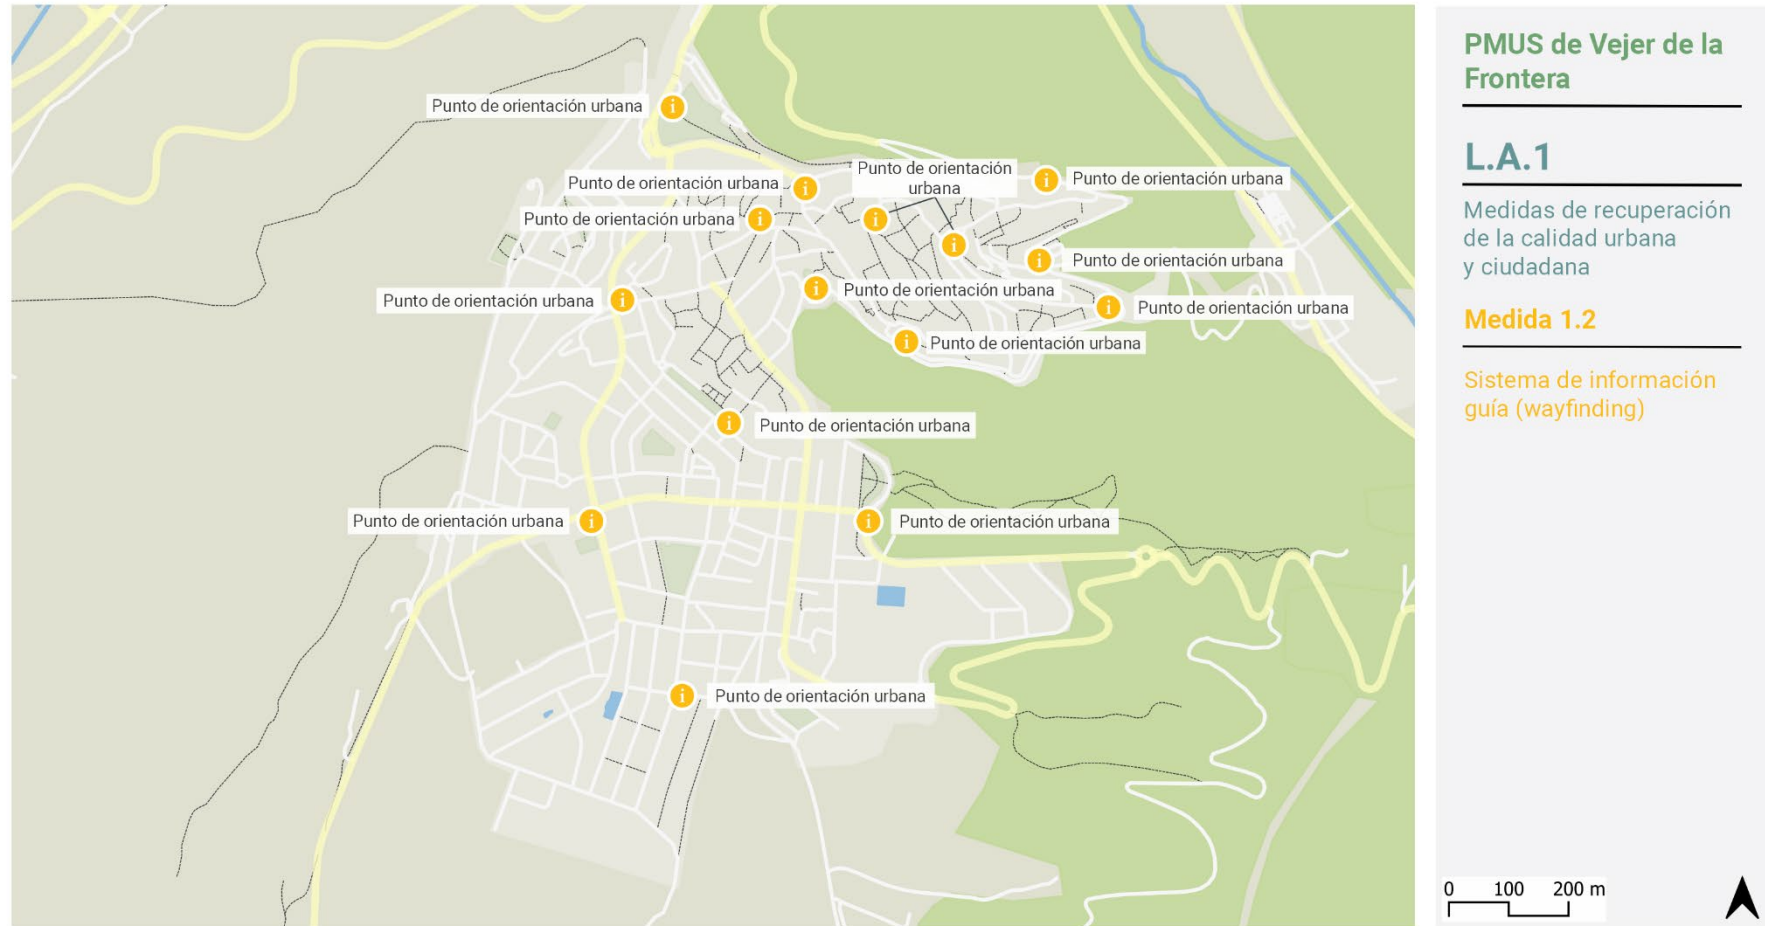 PMUS de Vejer de la
Frontera
L.A.1
Medidas de recuperación
de la calidad urbana
y ciudadana
Medida 1.2
Sistema de información
guía (wayfinding)
Punto de orientación urbana
Punto de orientación
urbana
Punto de orientación urbana
Punto de orientación urbana
Punto de orientación urbana
Punto de orientación urbana
Punto de orientación urbana
Punto de orientación urbana
Punto de orientación urbana
Punto de orientación urbana
Punto de orientación urbana
Punto de orientación urbana
Punto de orientación urbana
Punto de orientación urbana
0 100 200 m